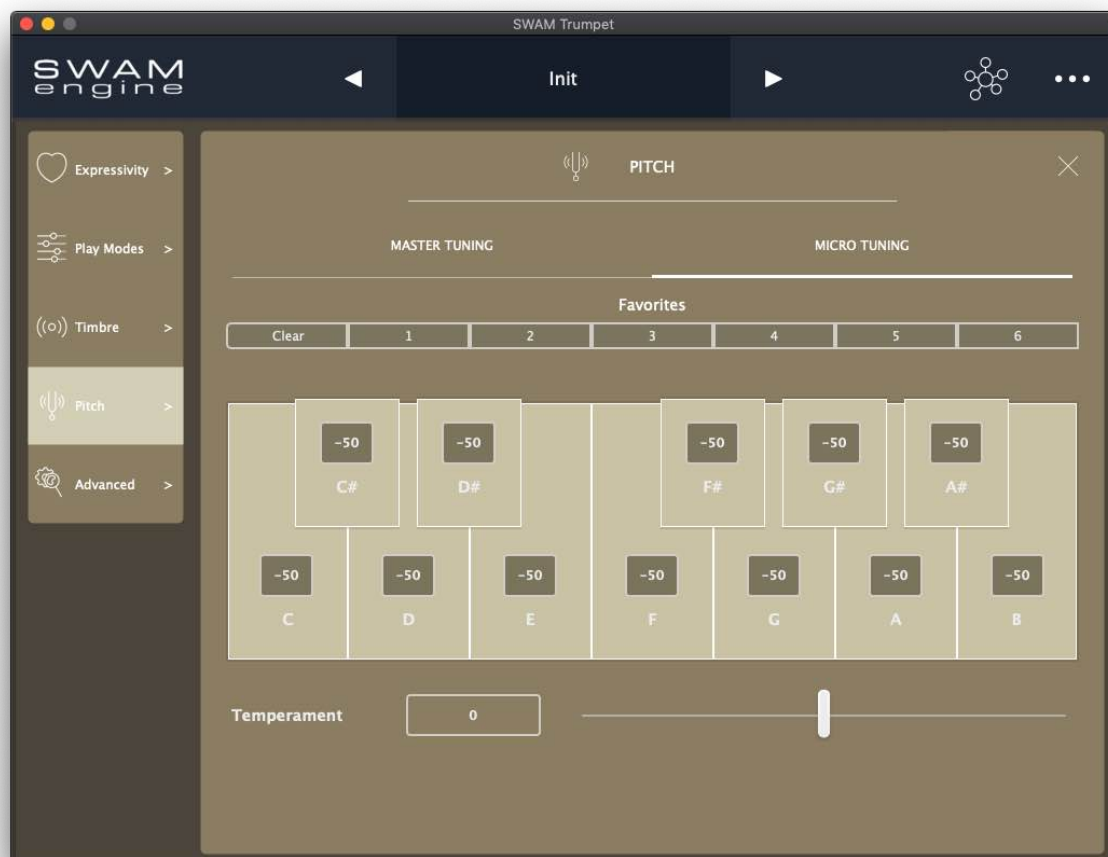 SWAM Trumpet
SWAM
engine
Init
Expressivity >
Play Modes >
Timbre >
Pitch >
Advanced >
PITCH
MASTER TUNING
MICRO TUNING
Favorites
Clear 1 2 3 4 5 6
-50 -50 -50 -50 -50
C# D# F# G# A#
-50 -50 -50 -50 -50 -50 -50
C D E F G A B
Temperament 0